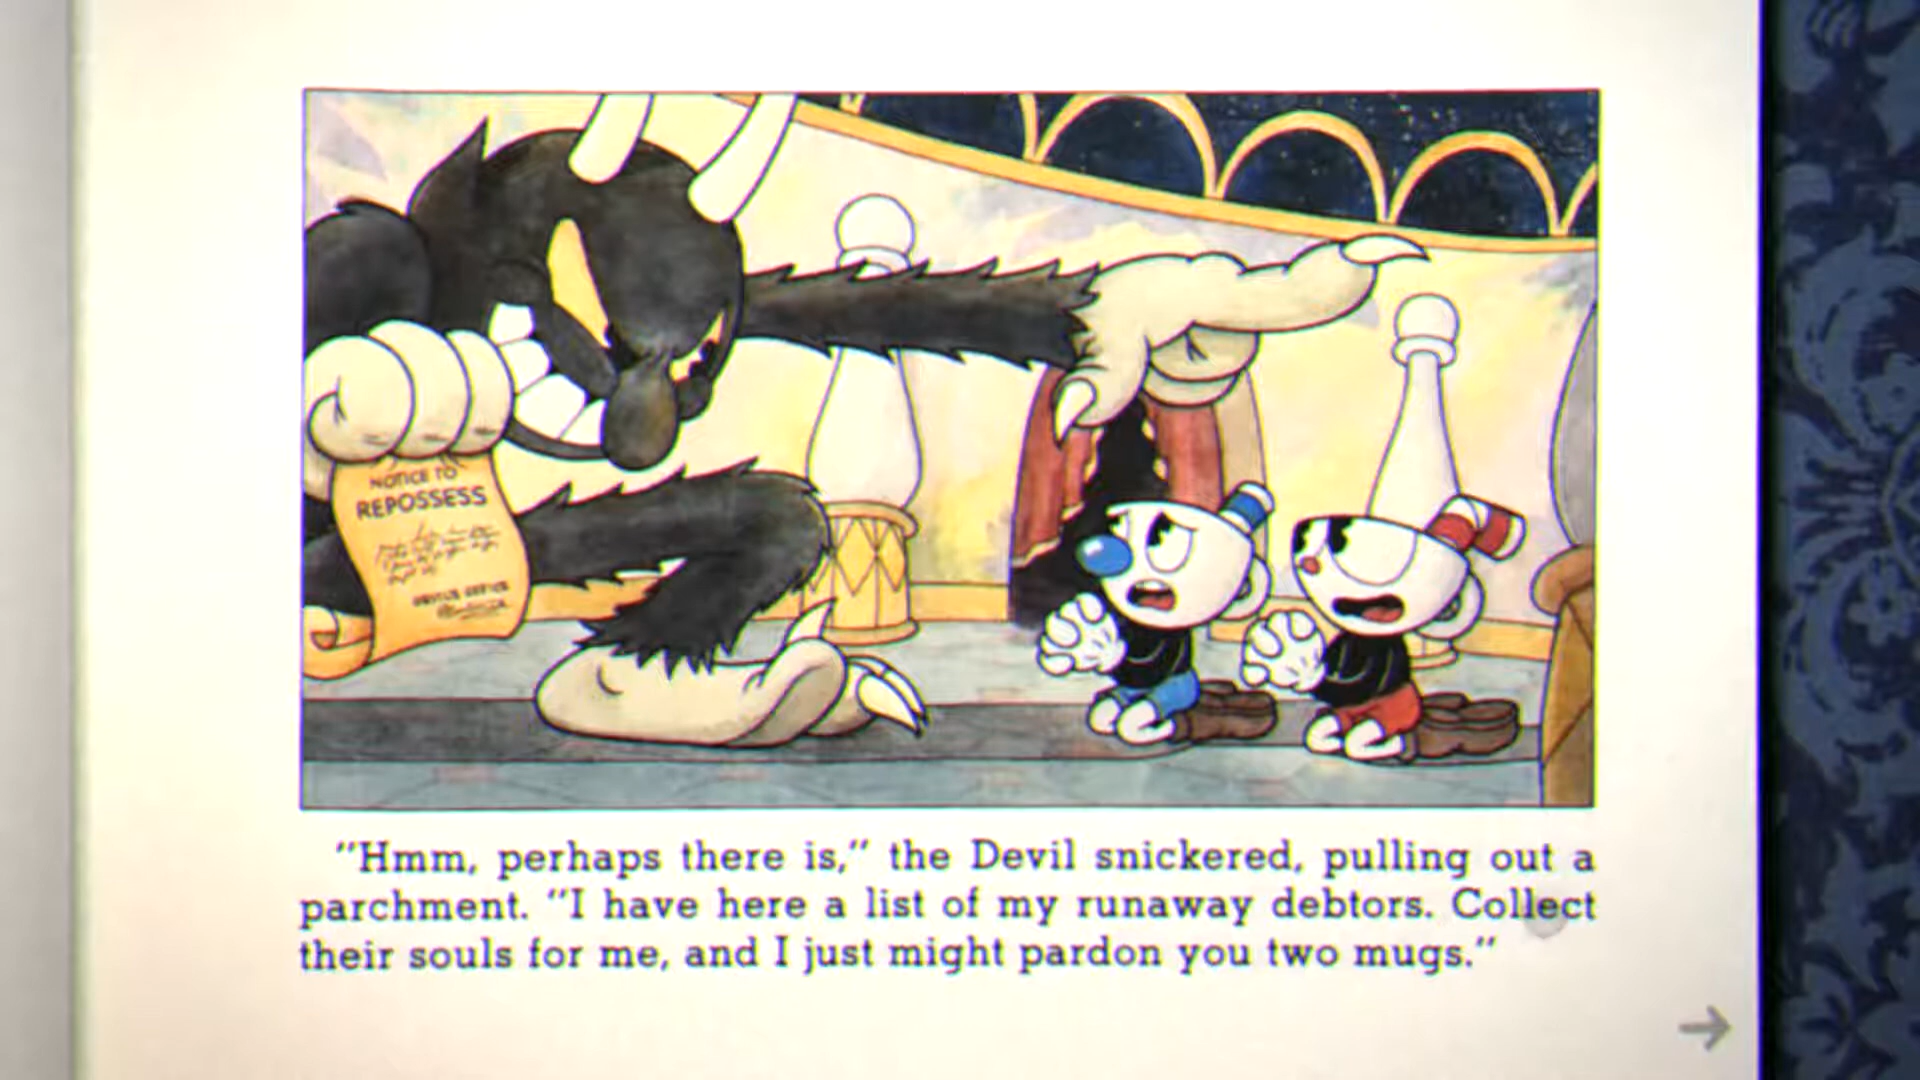 NOTICE TO
REPOSSESS
"Hmm, perhaps there is," the Devil snickered, pulling out a
parchment. "I have here a list of my runaway debtors. Collect
their souls for me, and I just might pardon you two mugs."